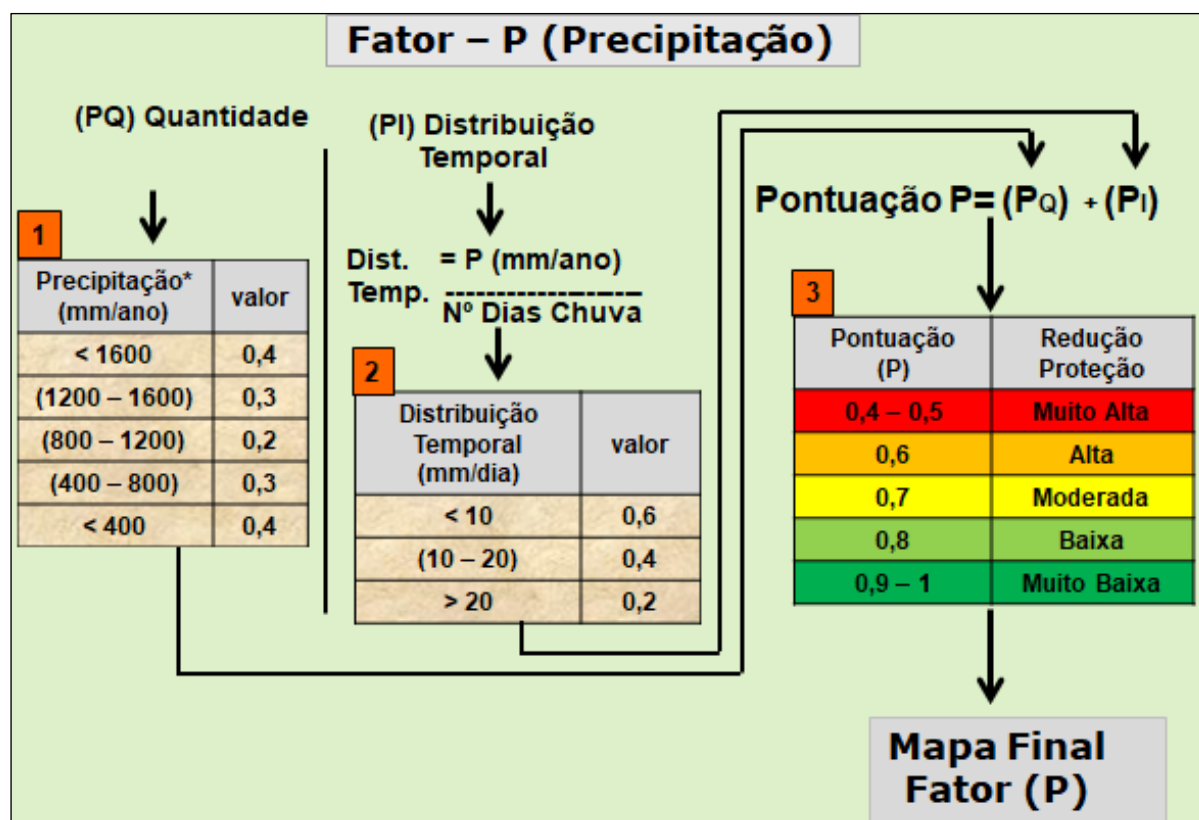 Fator – P (Precipitação)
(PQ) Quantidade
(PI) Distribuição
Temporal
Pontuação P= (PQ) + (PI)
1
Precipitação*
(mm/ano)
valor
< 1600
0,4
(1200 – 1600)
0,3
(800 – 1200)
0,2
(400 – 800)
0,3
< 400
0,4
Dist. = P (mm/ano)
Temp. --------------------
Nº Dias Chuva
2
Distribuição
Temporal
(mm/dia)
valor
< 10
0,6
(10 – 20)
0,4
> 20
0,2
3
Pontuação
(P)
Redução
Proteção
0,4 – 0,5
Muito Alta
0,6
Alta
0,7
Moderada
0,8
Baixa
0,9 – 1
Muito Baixa
Mapa Final
Fator (P)